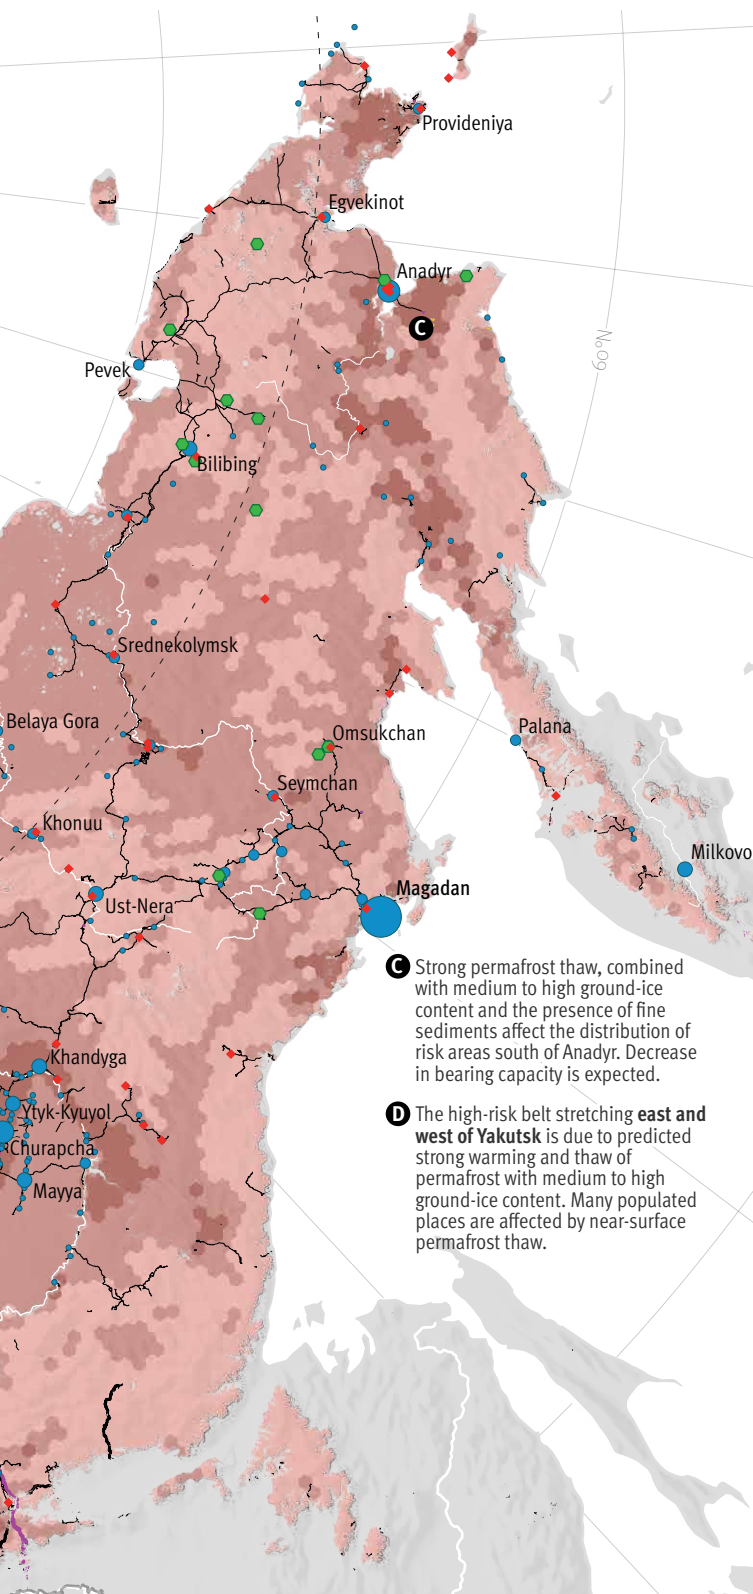 Provideniya
Egvekinot
Anadyr
C
60°N
Pevek
Bilibing
Srednekolymsk
Belaya Gora
Omsukchan
Palana
Seymchan
Khonuu
Milkovo
Magadan
Ust-Nera
C Strong permafrost thaw, combined
with medium to high ground-ice
content and the presence of fine
sediments affect the distribution of
risk areas south of Anadyr. Decrease
in bearing capacity is expected.
Khandyga
Ytyk-Kyuyol
Churapcha
Mayya
D The high-risk belt stretching east and
west of Yakutsk is due to predicted
strong warming and thaw of
permafrost with medium to high
ground-ice content. Many populated
places are affected by near-surface
permafrost thaw.